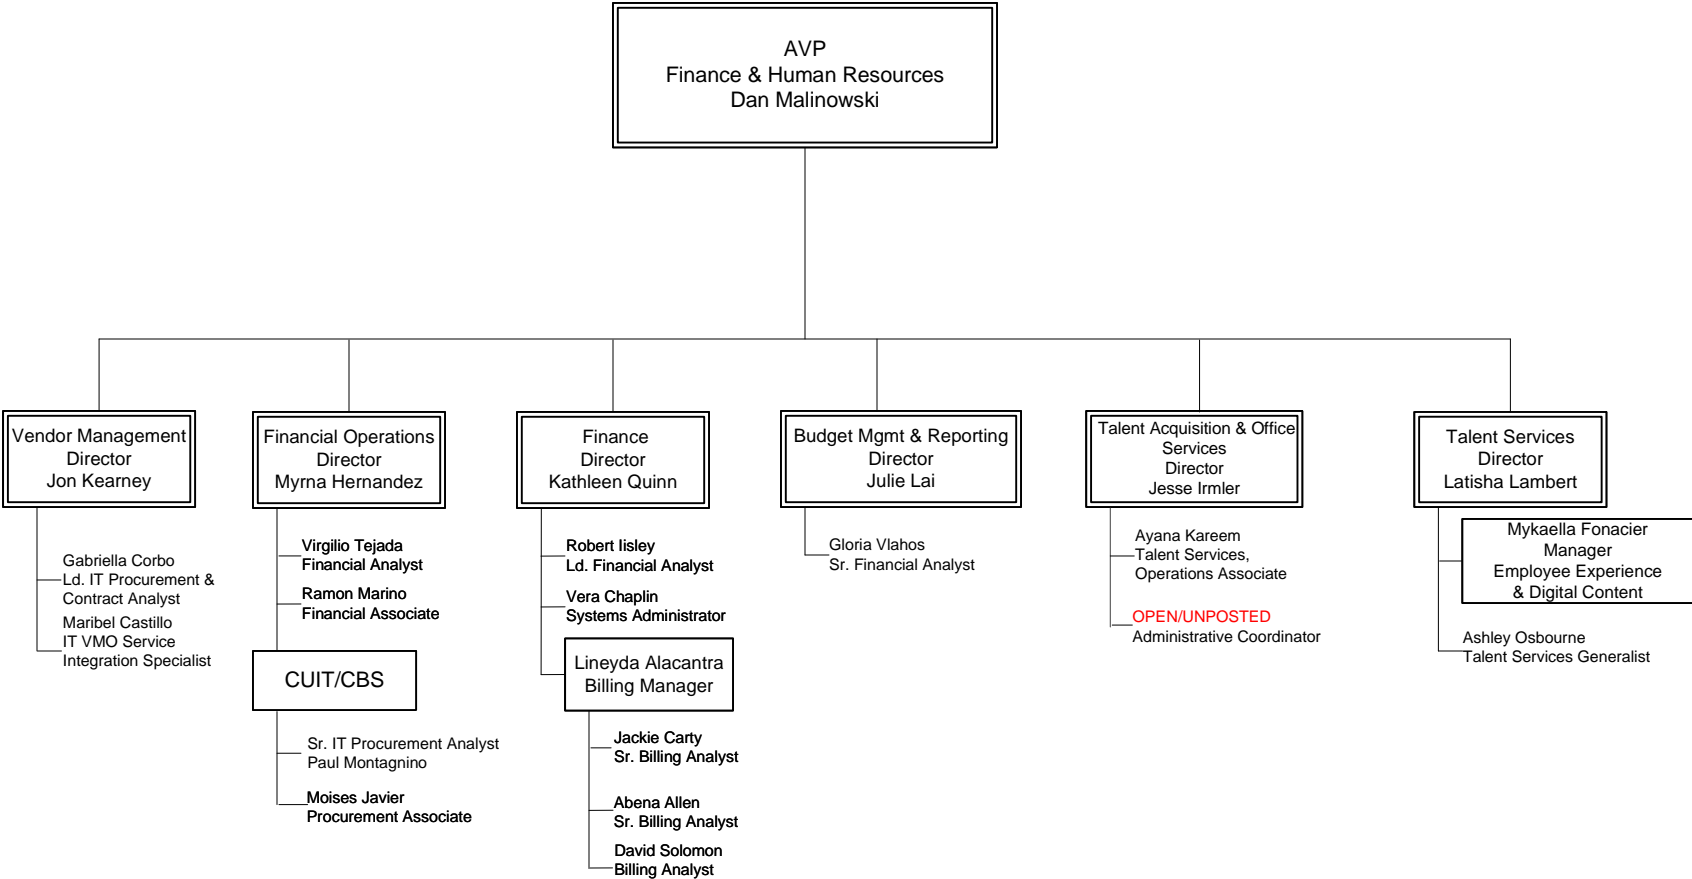 AVP
Finance & Human Resources
Dan Malinowski
Vendor Management
Director
Jon Kearney
Gabriella Corbo
Ld. IT Procurement &
Contract Analyst
Maribel Castillo
IT VMO Service
Integration Specialist
Financial Operations
Director
Myrna Hernandez
Virgilio Tejada
Financial Analyst
Ramon Marino
Financial Associate
CUIT/CBS
Sr. IT Procurement Analyst
Paul Montagnino
Moises Javier
Procurement Associate
Finance
Director
Kathleen Quinn
Robert Iisley
Ld. Financial Analyst
Vera Chaplin
Systems Administrator
Lineyda Alacantra
Billing Manager
Jackie Carty
Sr. Billing Analyst
Abena Allen
Sr. Billing Analyst
David Solomon
Billing Analyst
Budget Mgmt & Reporting
Director
Julie Lai
Gloria Vlahos
Sr. Financial Analyst
Talent Acquisition & Office
Services
Director
Jesse Irmler
Ayana Kareem
Talent Services,
Operations Associate
OPEN/UNPOSTED
Administrative Coordinator
Talent Services
Director
Latisha Lambert
Mykaella Fonacier
Manager
Employee Experience
& Digital Content
Ashley Osbourne
Talent Services Generalist